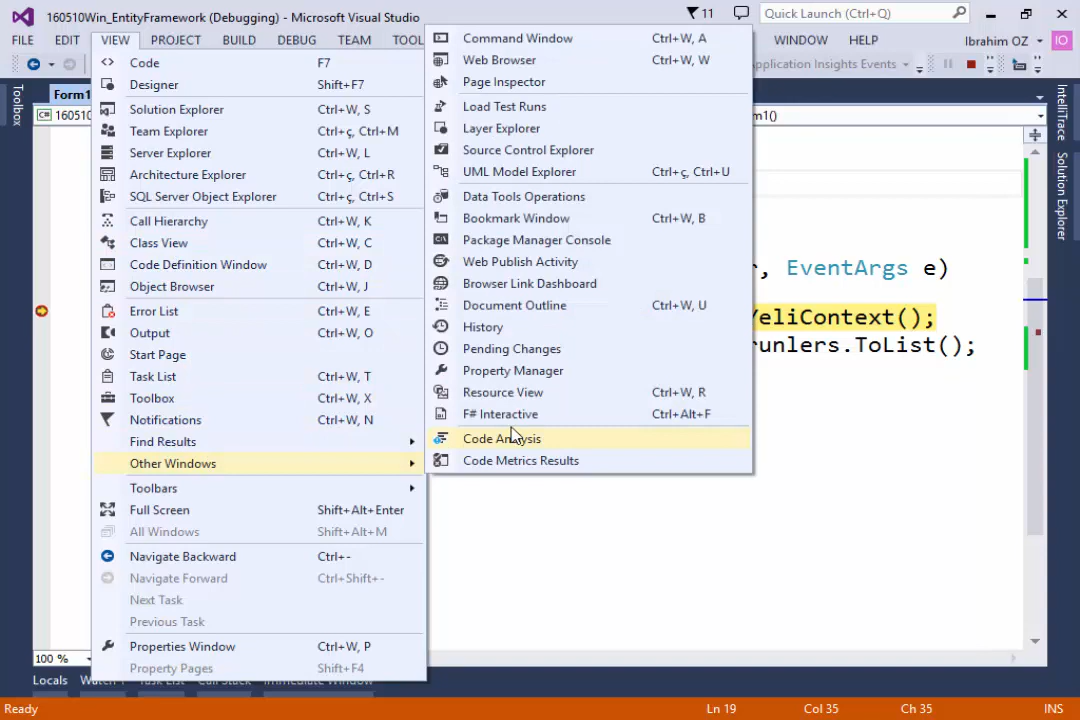 160510Win_EntityFramework (Debugging) - Microsoft Visual Studio
11
Quick Launch (Ctrl+Q)
FILE EDIT VIEW PROJECT BUILD DEBUG TEAM TOOL WINDOW HELP Ibrahim OZ IO
Application Insights Events
Form1
160510 m1()
Toolbox
IntelliTrace
Solution Explorer
Code F7
Designer Shift+F7
Solution Explorer Ctrl+W, S
Team Explorer Ctrl+ç, Ctrl+M
Server Explorer Ctrl+W, L
Architecture Explorer Ctrl+ç, Ctrl+R
SQL Server Object Explorer Ctrl+ç, Ctrl+S
Call Hierarchy Ctrl+W, K
Class View Ctrl+W, C
Code Definition Window Ctrl+W, D
Object Browser Ctrl+W, J
Error List Ctrl+W, E
Output Ctrl+W, O
Start Page
Task List Ctrl+W, T
Toolbox Ctrl+W, X
Notifications Ctrl+W, N
Find Results
Other Windows
Toolbars
Full Screen Shift+Alt+Enter
All Windows Shift+Alt+M
Navigate Backward Ctrl+-
Navigate Forward Ctrl+Shift+-
Next Task
Previous Task
Properties Window Ctrl+W, P
Property Pages Shift+F4
Command Window Ctrl+W, A
Web Browser Ctrl+W, W
Page Inspector
Load Test Runs
Layer Explorer
Source Control Explorer
UML Model Explorer Ctrl+ç, Ctrl+U
Data Tools Operations
Bookmark Window Ctrl+W, B
Package Manager Console
Web Publish Activity
Browser Link Dashboard
Document Outline Ctrl+W, U
History
Pending Changes
Property Manager
Resource View Ctrl+W, R
F# Interactive Ctrl+Alt+F
Code Analysis
Code Metrics Results
r, EventArgs e)
VeliContext();
runlers.ToList();
100 %
Locals
Ready Ln 19 Col 35 Ch 35 INS